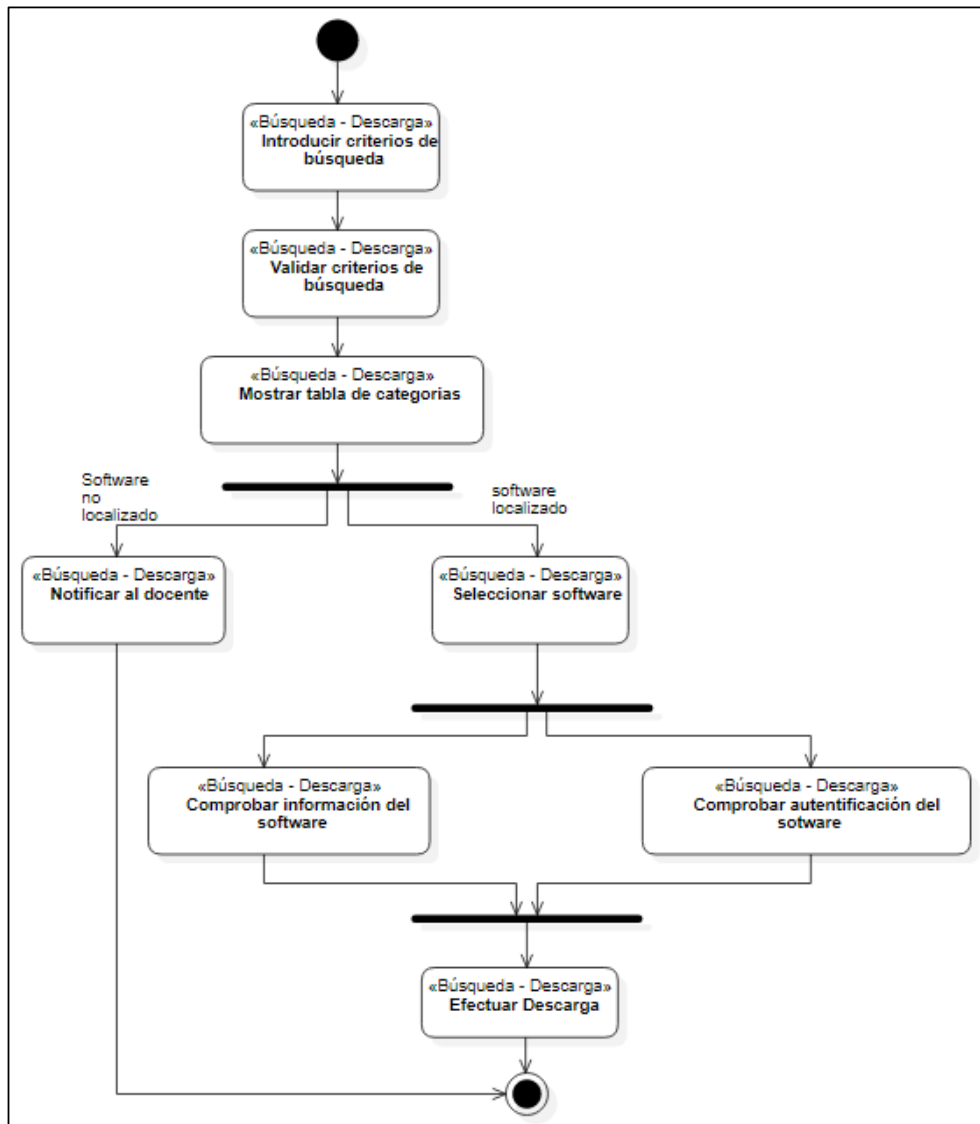 «Búsqueda - Descarga»
Introducir criterios de
búsqueda
«Búsqueda - Descarga»
Validar criterios de
búsqueda
«Búsqueda - Descarga»
Mostrar tabla de categorias
Software
no
localizado
software
localizado
«Búsqueda - Descarga»
Notificar al docente
«Búsqueda - Descarga»
Seleccionar software
«Búsqueda - Descarga»
Comprobar información del
software
«Búsqueda - Descarga»
Comprobar autentificación del
sotware
«Búsqueda - Descarga»
Efectuar Descarga